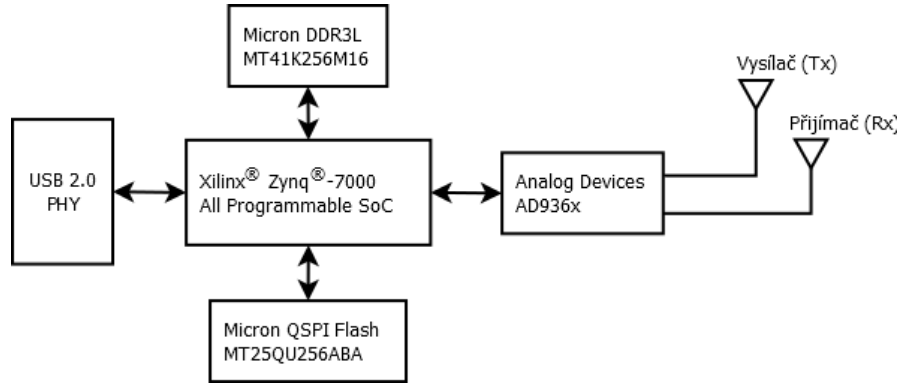 Micron DDR3L
MT41K256M16
Vysílač (Tx)
Přijímač (Rx)
USB 2.0
PHY
Xilinx® Zynq®-7000
All Programmable SoC
Analog Devices
AD936x
Micron QSPI Flash
MT25QU256ABA